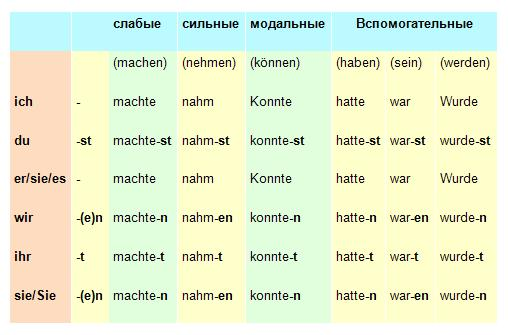 слабые сильные модальные Вспомогательные
(machen) (nehmen) (können) (haben) (sein) (werden)
ich - machte nahm Konnte hatte war Wurde
du -st machte-st nahm-st konnte-st hatte-st war-st wurde-st
er/sie/es - machte nahm Konnte hatte war Wurde
wir -(e)n machte-n nahm-en konnte-n hatte-n war-en wurde-n
ihr -t machte-t nahm-t konnte-t hatte-t war-t wurde-t
sie/Sie -(e)n machte-n nahm-en konnte-n hatte-n war-en wurde-n